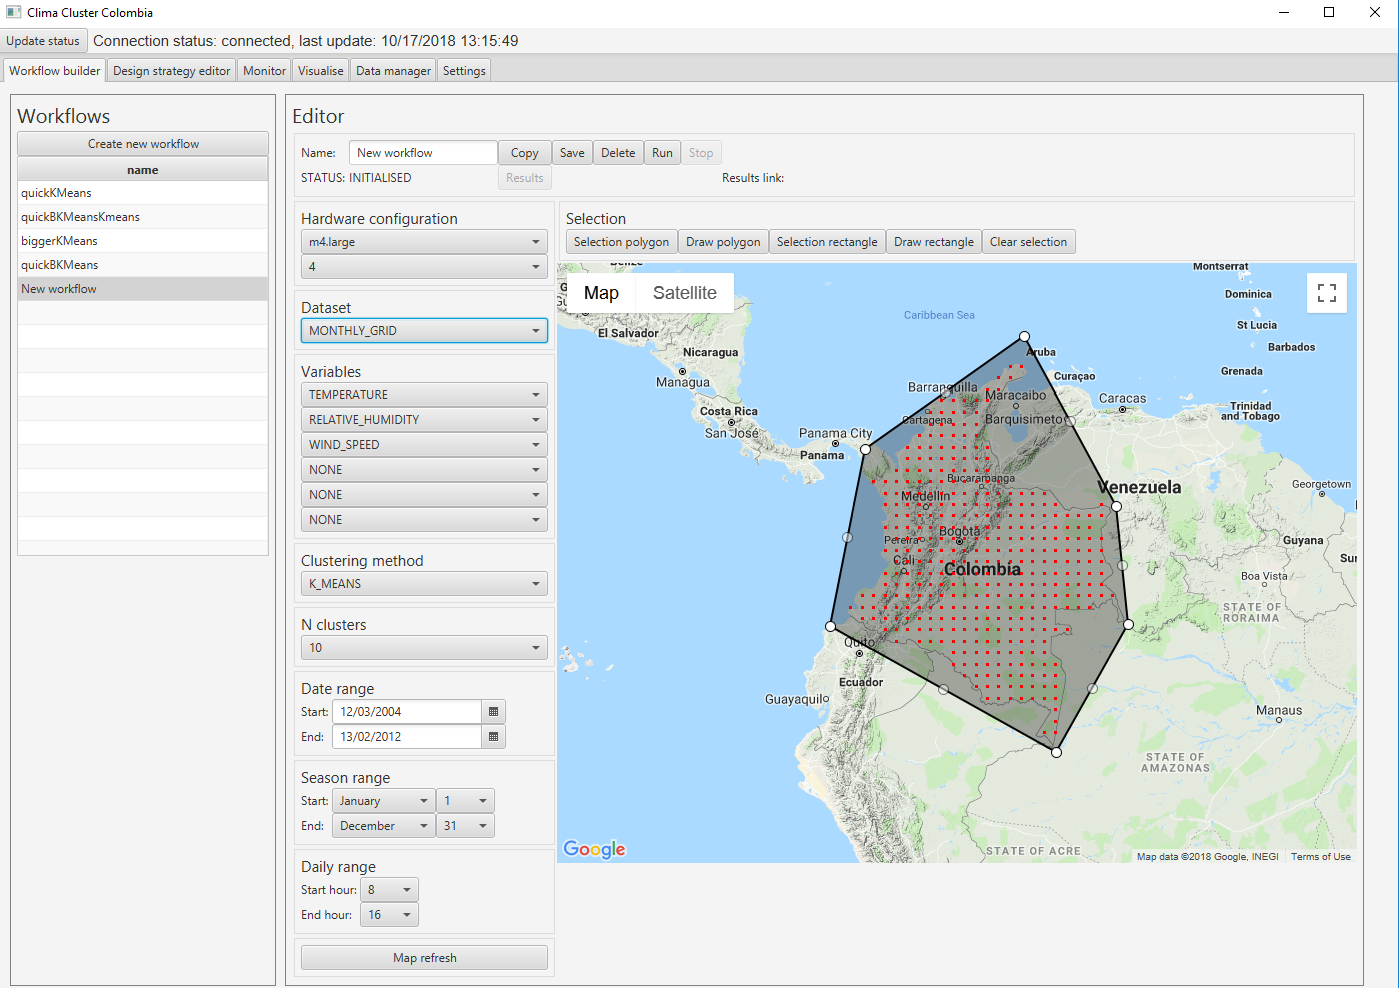 Clima Cluster Colombia
Update status Connection status: connected, last update: 10/17/2018 13:15:49
Workflow builder Design strategy editor Monitor Visualise Data manager Settings
Workflows
Create new workflow
name
quickKMeans
quickBKMeansKmeans
biggerKMeans
quickBKMeans
New workflow
Editor
Name: New workflow Copy Save Delete Run Stop
STATUS: INITIALISED Results Results link:
Hardware configuration
m4.large
4
Dataset
MONTHLY_GRID
Variables
TEMPERATURE
RELATIVE_HUMIDITY
WIND_SPEED
NONE
NONE
NONE
Clustering method
K_MEANS
N clusters
10
Date range
Start: 12/03/2004
End: 13/02/2012
Season range
Start: January 1
End: December 31
Daily range
Start hour: 8
End hour: 16
Map refresh
Selection
Selection polygon Draw polygon Selection rectangle Draw rectangle Clear selection
Map Satellite
Montserrat
Dominica
Caribbean Sea
St Lucia
El Salvador
Barbados
Nicaragua
Aruba
Grenada
Managua
Curaçao
Barranquilla
Maracaibo
Caracas
Costa Rica
Cartagena
Trinidad
and Tobago
San José
Panama City
Barquisimeto
Panama
Bucaramanga
Venezuela
Georgetown
Medellin
Pereira
Bogotá
Guyana
Cali
Colombia
Boa Vista
STATE OF
RORAIMA
Quito
Ecuador
Guayaquil
Manaus
STATE OF
AMAZONAS
STATE OF ACRE
Google
Map data ©2018 Google, INEGI Terms of Use